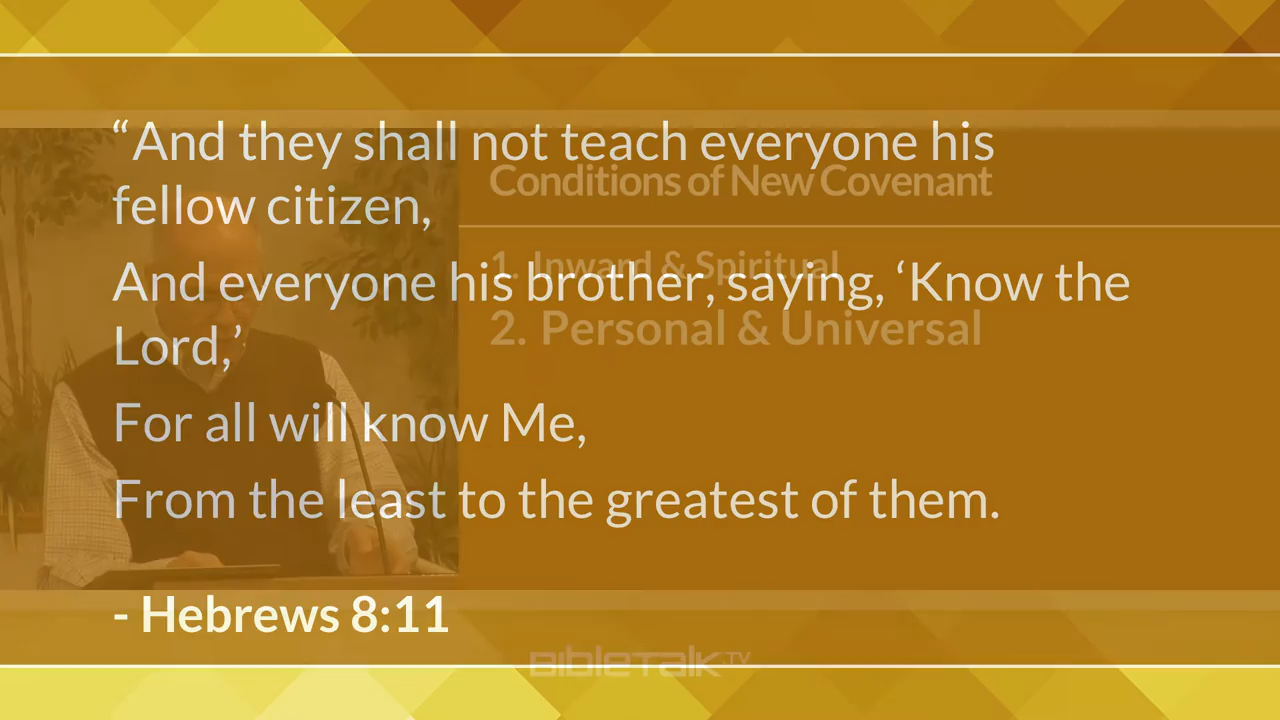 “And they shall not teach everyone his
fellow citizen,
And everyone his brother, saying, ‘Know the
Lord,’
For all will know Me,
From the least to the greatest of them.
- Hebrews 8:11
Conditions of New Covenant
1. Inward & Spiritual
2. Personal & Universal
BIBLETALK.TV